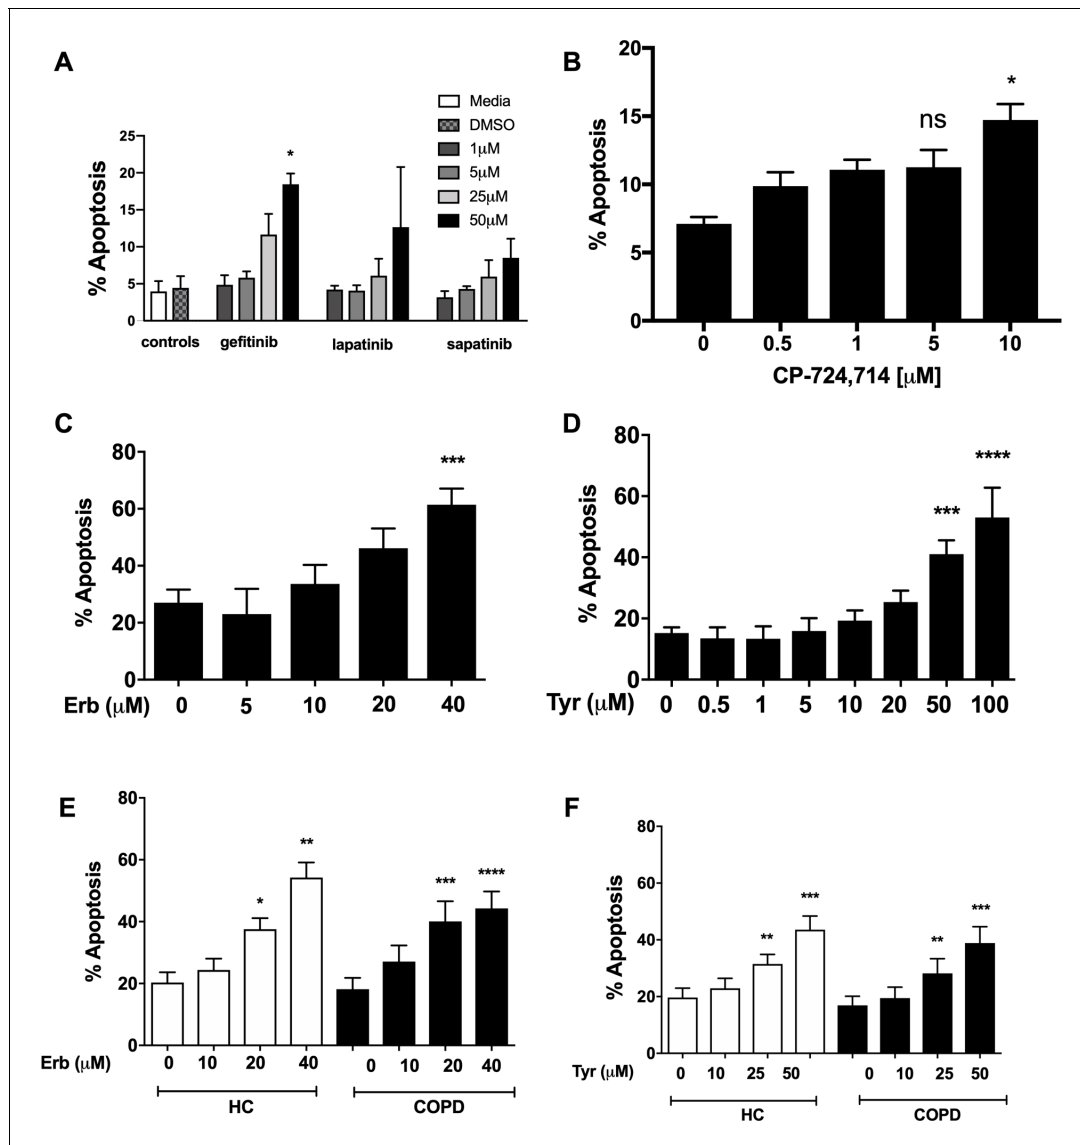 A
Media
DMSO
1μM
5μM
25μM
50μM
% Apoptosis
25
20
15
10
5
0
*
controls gefitinib lapatinib sapatinib
B
% Apoptosis
20
15
10
5
0
ns
*
0 0.5 1 5 10
CP-724,714 [μM]
C
% Apoptosis
80
60
40
20
0
***
Erb (μM) 0 5 10 20 40
D
% Apoptosis
80
60
40
20
0
***
****
Tyr (μM) 0 0.5 1 5 10 20 50 100
E
% Apoptosis
80
60
40
20
0
*
**
***
****
Erb (μM) 0 10 20 40 0 10 20 40
HC COPD
F
% Apoptosis
80
60
40
20
0
**
***
**
***
Tyr (μM) 0 10 25 50 0 10 25 50
HC COPD